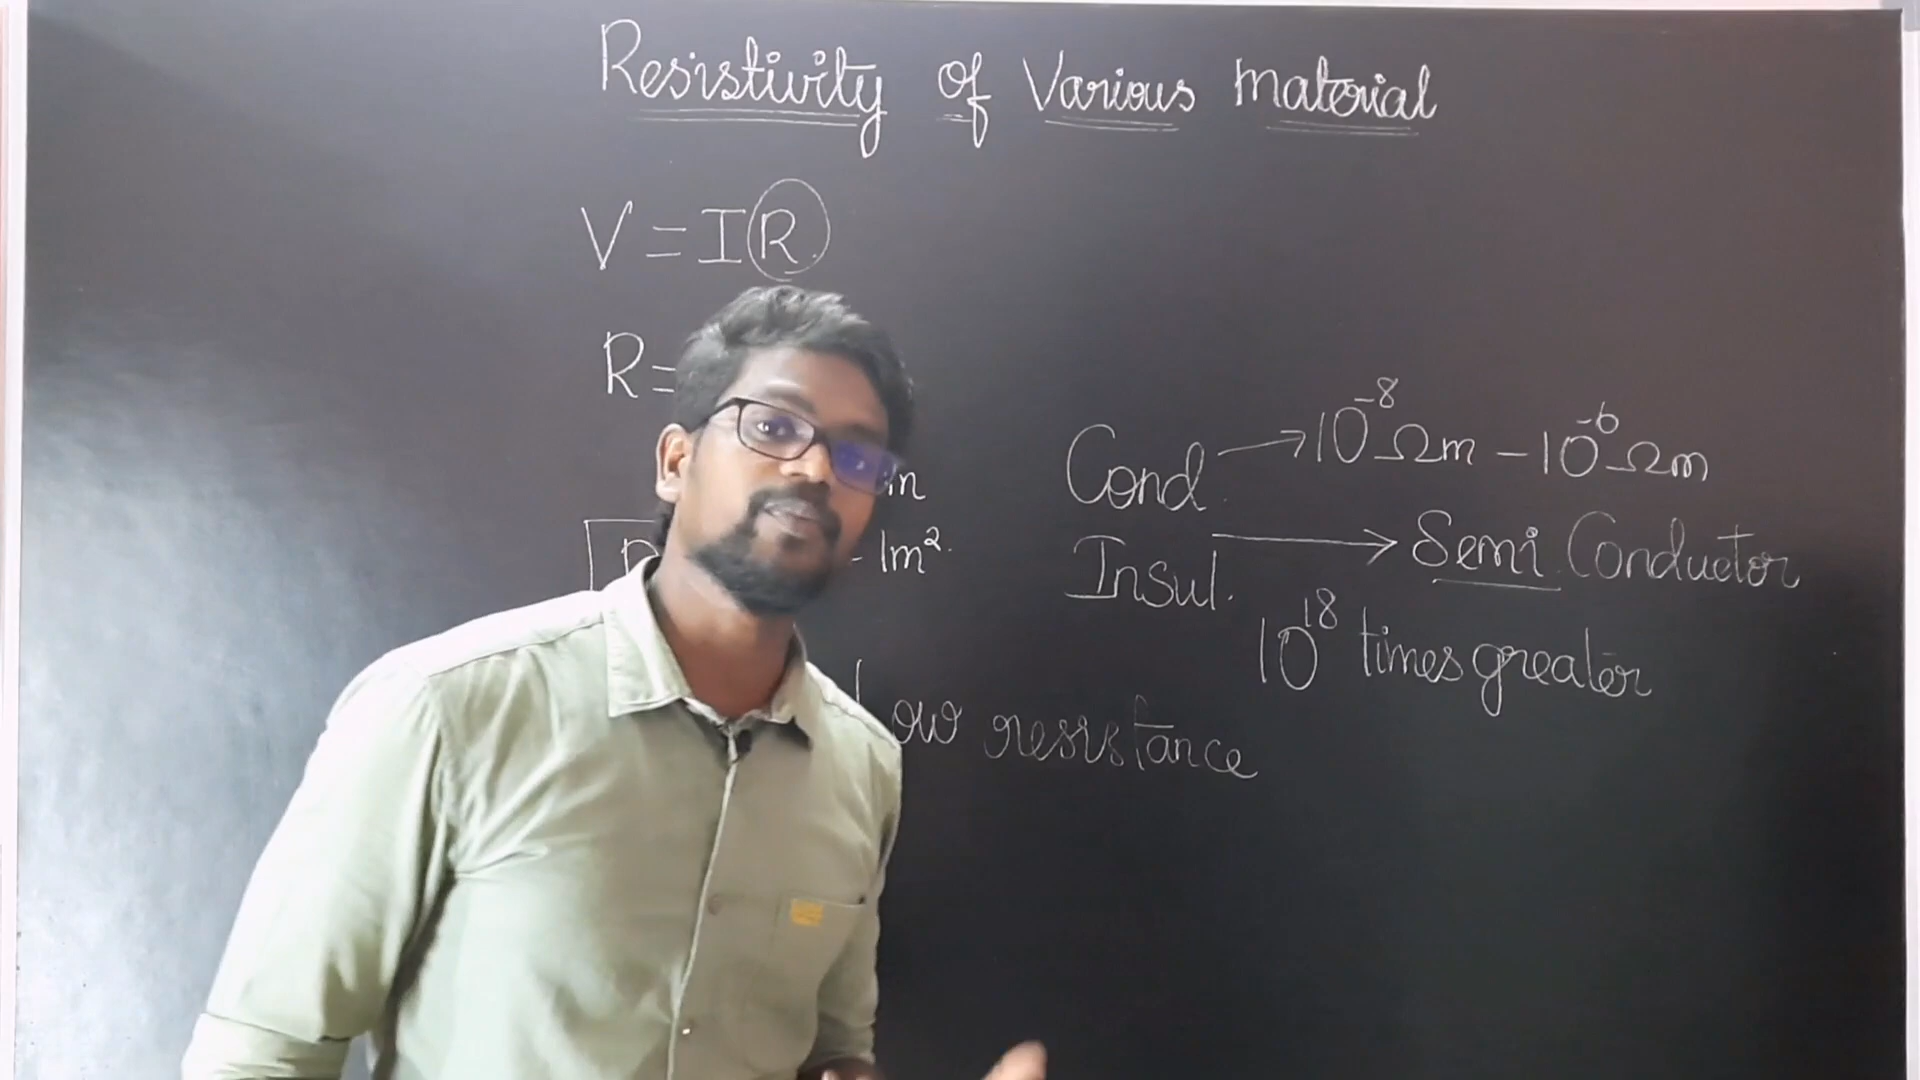 Resistivity of Various Material
V = IR
R =
m
- 1m².
Cond. → 10⁻⁸ Ωm – 10⁻⁶ Ωm
Insul. → Semi Conductor
10¹⁸ times greater
Low resistance